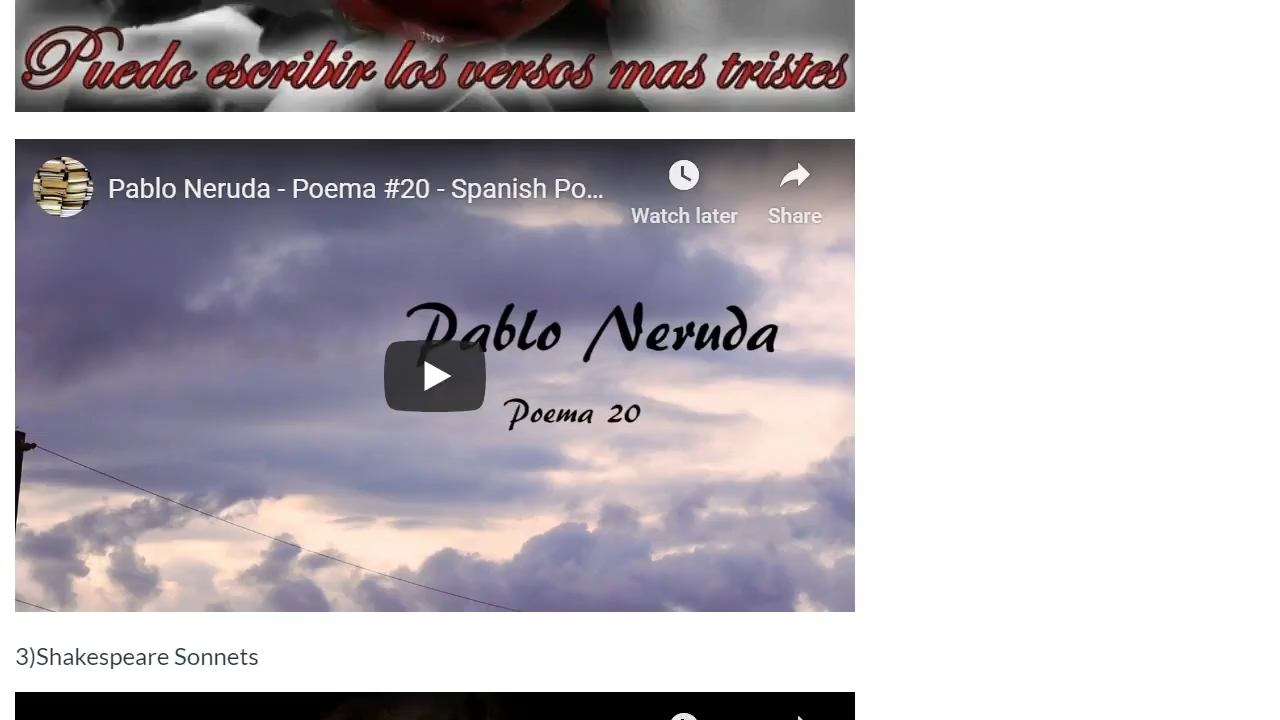 Puedo escribir los versos mas tristes
Pablo Neruda - Poema #20 - Spanish Po...
Watch later
Share
Pablo Neruda
Poema 20
3)Shakespeare Sonnets